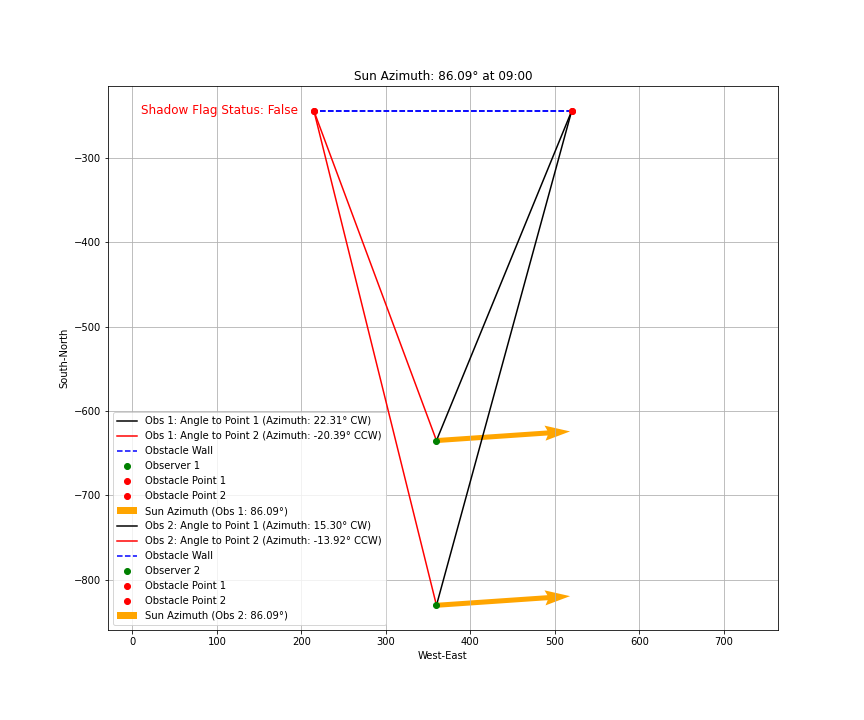 Sun Azimuth: 86.09° at 09:00
Shadow Flag Status: False
−300
−400
−500
−600
−700
−800
South-North
Obs 1: Angle to Point 1 (Azimuth: 22.31° CW)
Obs 1: Angle to Point 2 (Azimuth: -20.39° CCW)
Obstacle Wall
Observer 1
Obstacle Point 1
Obstacle Point 2
Sun Azimuth (Obs 1: 86.09°)
Obs 2: Angle to Point 1 (Azimuth: 15.30° CW)
Obs 2: Angle to Point 2 (Azimuth: -13.92° CCW)
Obstacle Wall
Observer 2
Obstacle Point 1
Obstacle Point 2
Sun Azimuth (Obs 2: 86.09°)
0 100 200 300 400 500 600 700
West-East